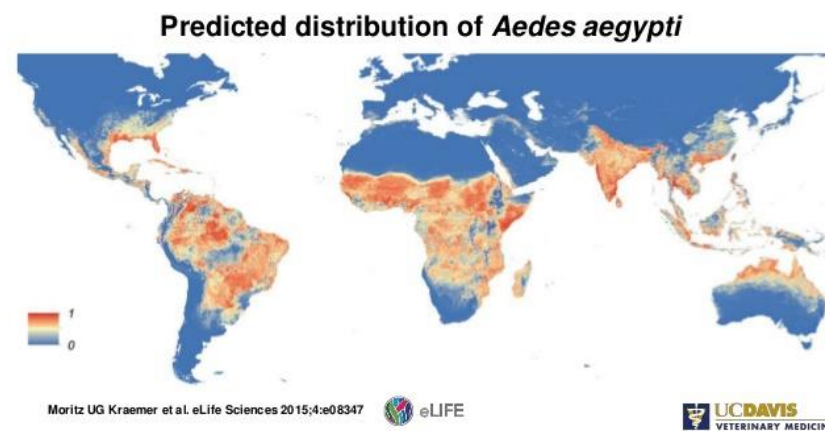 Predicted distribution of Aedes aegypti
1
0
Moritz UG Kraemer et al. eLife Sciences 2015;4:e08347
eLIFE
UCDAVIS
VETERINARY MEDICIN